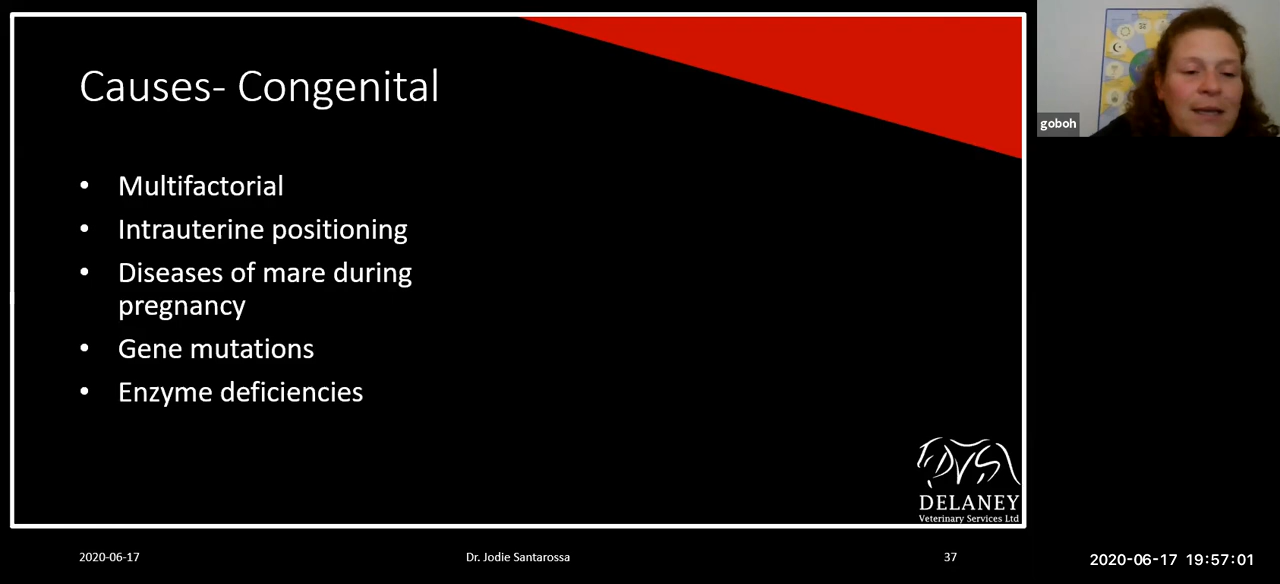 Causes- Congenital
goboh
• Multifactorial
• Intrauterine positioning
• Diseases of mare during
pregnancy
• Gene mutations
• Enzyme deficiencies
DVS
DELANEY
Veterinary Services Ltd
2020-06-17
Dr. Jodie Santarossa
37
2020-06-17 19:57:01